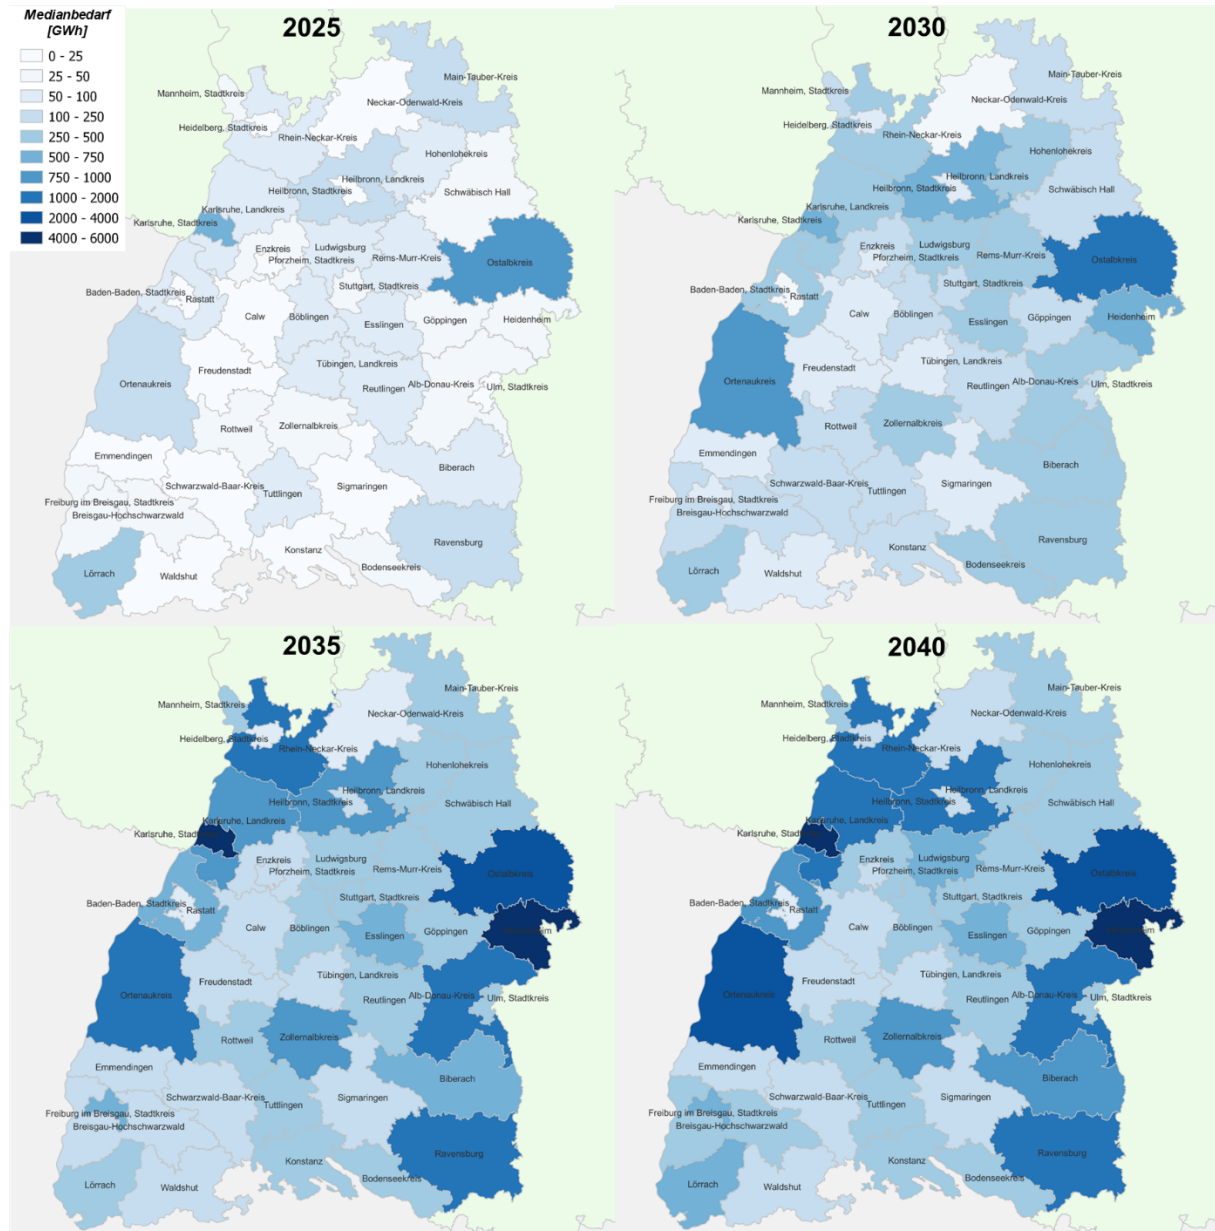 Medianbedarf
[GWh]
0 - 25
25 - 50
50 - 100
100 - 250
250 - 500
500 - 750
750 - 1000
1000 - 2000
2000 - 4000
4000 - 6000
2025
Main-Tauber-Kreis
Mannheim, Stadtkreis
Neckar-Odenwald-Kreis
Heidelberg, Stadtkreis
Rhein-Neckar-Kreis
Hohenlohekreis
Heilbronn, Landkreis
Heilbronn, Stadtkreis
Schwäbisch Hall
Karlsruhe, Landkreis
Karlsruhe, Stadtkreis
Enzkreis
Ludwigsburg
Pforzheim, Stadtkreis
Rems-Murr-Kreis
Ostalbkreis
Stuttgart, Stadtkreis
Baden-Baden, Stadtkreis
Rastatt
Calw
Böblingen
Esslingen
Göppingen
Heidenheim
Tübingen, Landkreis
Freudenstadt
Ortenaukreis
Reutlingen
Alb-Donau-Kreis
Ulm, Stadtkreis
Rottweil
Zollernalbkreis
Emmendingen
Biberach
Schwarzwald-Baar-Kreis
Sigmaringen
Tuttlingen
Freiburg im Breisgau, Stadtkreis
Breisgau-Hochschwarzwald
Ravensburg
Konstanz
Bodenseekreis
Lörrach
Waldshut
2030
Main-Tauber-Kreis
Mannheim, Stadtkreis
Neckar-Odenwald-Kreis
Heidelberg, Stadtkreis
Rhein-Neckar-Kreis
Hohenlohekreis
Heilbronn, Landkreis
Heilbronn, Stadtkreis
Schwäbisch Hall
Karlsruhe, Landkreis
Karlsruhe, Stadtkreis
Enzkreis
Ludwigsburg
Pforzheim, Stadtkreis
Rems-Murr-Kreis
Ostalbkreis
Stuttgart, Stadtkreis
Baden-Baden, Stadtkreis
Rastatt
Calw
Böblingen
Esslingen
Göppingen
Heidenheim
Tübingen, Landkreis
Freudenstadt
Ortenaukreis
Reutlingen
Alb-Donau-Kreis
Ulm, Stadtkreis
Rottweil
Zollernalbkreis
Emmendingen
Biberach
Schwarzwald-Baar-Kreis
Sigmaringen
Tuttlingen
Freiburg im Breisgau, Stadtkreis
Breisgau-Hochschwarzwald
Ravensburg
Konstanz
Bodenseekreis
Lörrach
Waldshut
2035
Main-Tauber-Kreis
Mannheim, Stadtkreis
Neckar-Odenwald-Kreis
Heidelberg, Stadtkreis
Rhein-Neckar-Kreis
Hohenlohekreis
Heilbronn, Landkreis
Heilbronn, Stadtkreis
Schwäbisch Hall
Karlsruhe, Landkreis
Karlsruhe,
Enzkreis
Ludwigsburg
Pforzheim, Stadtkreis
Rems-Murr-Kreis
Ostalbkreis
Stuttgart, Stadtkreis
Baden-Baden, Stadtkreis
Rastatt
Calw
Böblingen
Esslingen
Göppingen
Tübingen, Landkreis
Freudenstadt
Ortenaukreis
Reutlingen
Alb-Donau-Kreis
Ulm, Stadtkreis
Rottweil
Zollernalbkreis
Emmendingen
Biberach
Schwarzwald-Baar-Kreis
Sigmaringen
Tuttlingen
Freiburg im Breisgau, Stadtkreis
Breisgau-Hochschwarzwald
Ravensburg
Konstanz
Bodenseekreis
Lörrach
Waldshut
2040
Main-Tauber-Kreis
Mannheim, Stadtkreis
Neckar-Odenwald-Kreis
Heidelberg, Stadtkreis
Rhein-Neckar-Kreis
Hohenlohekreis
Heilbronn, Landkreis
Heilbronn, Stadtkreis
Schwäbisch Hall
Karlsruhe, Landkreis
Karlsruhe,
Enzkreis
Ludwigsburg
Pforzheim, Stadtkreis
Rems-Murr-Kreis
Ostalbkreis
Stuttgart, Stadtkreis
Baden-Baden, Stadtkreis
Rastatt
Calw
Böblingen
Esslingen
Göppingen
Tübingen, Landkreis
Freudenstadt
Ortenaukreis
Reutlingen
Alb-Donau-Kreis
Ulm, Stadtkreis
Rottweil
Zollernalbkreis
Emmendingen
Biberach
Schwarzwald-Baar-Kreis
Sigmaringen
Tuttlingen
Freiburg im Breisgau, Stadtkreis
Breisgau-Hochschwarzwald
Ravensburg
Konstanz
Bodenseekreis
Lörrach
Waldshut